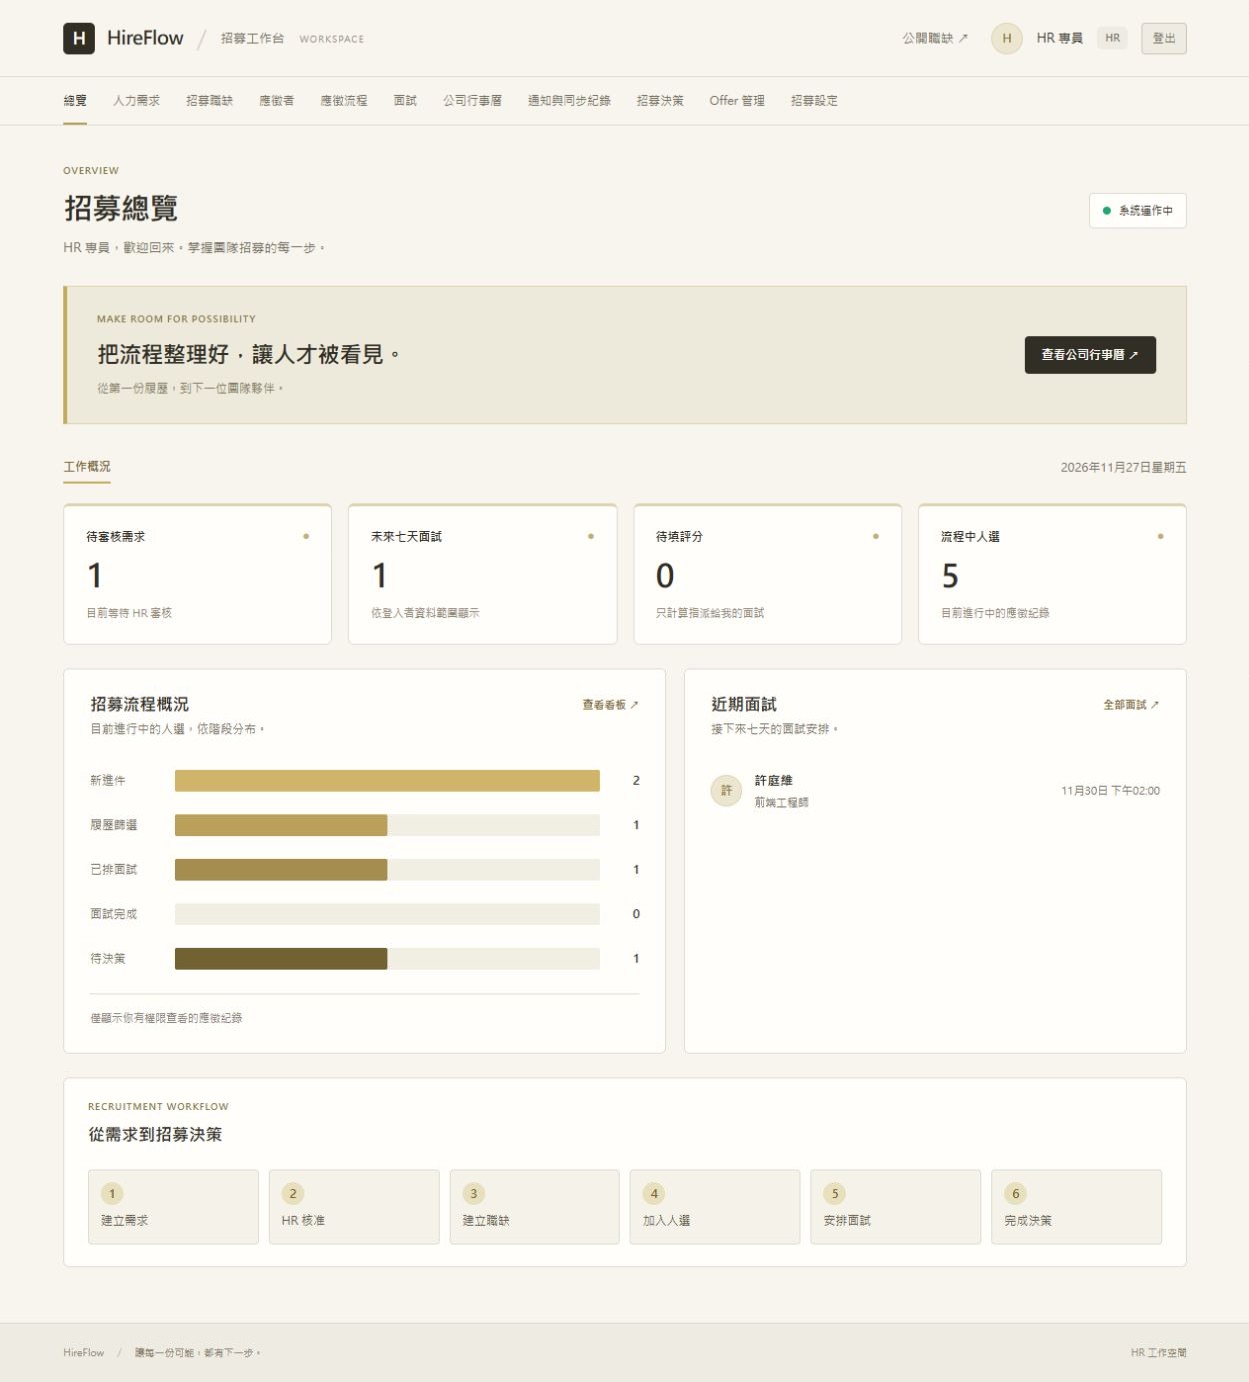 H HireFlow / 招募工作台 WORKSPACE 公開職缺 ↗ H HR 專員 HR 登出
總覽 人力需求 招募職缺 應徵者 應徵流程 面試 公司行事曆 通知與同步紀錄 招募決策 Offer 管理 招募設定
OVERVIEW
招募總覽
系統運作中
HR 專員，歡迎回來。掌握團隊招募的每一步。
MAKE ROOM FOR POSSIBILITY
把流程整理好，讓人才被看見。
從第一份履歷，到下一位團隊夥伴。
查看公司行事曆 ↗
工作概況 2026年11月27日星期五
待審核需求
1
目前等待 HR 審核
未來七天面試
1
依登入者資料範圍顯示
待填評分
0
只計算指派給我的面試
流程中人選
5
目前進行中的應徵紀錄
招募流程概況 查看看板 ↗
目前進行中的人選，依階段分布。
新進件 2
履歷篩選 1
已排面試 1
面試完成 0
待決策 1
僅顯示你有權限查看的應徵紀錄
近期面試 全部面試 ↗
接下來七天的面試安排。
許 許庭維
前端工程師
11月30日 下午02:00
RECRUITMENT WORKFLOW
從需求到招募決策
1 建立需求
2 HR 核准
3 建立職缺
4 加入人選
5 安排面試
6 完成決策
HireFlow / 讓每一份可能，都有下一步。 HR 工作空間